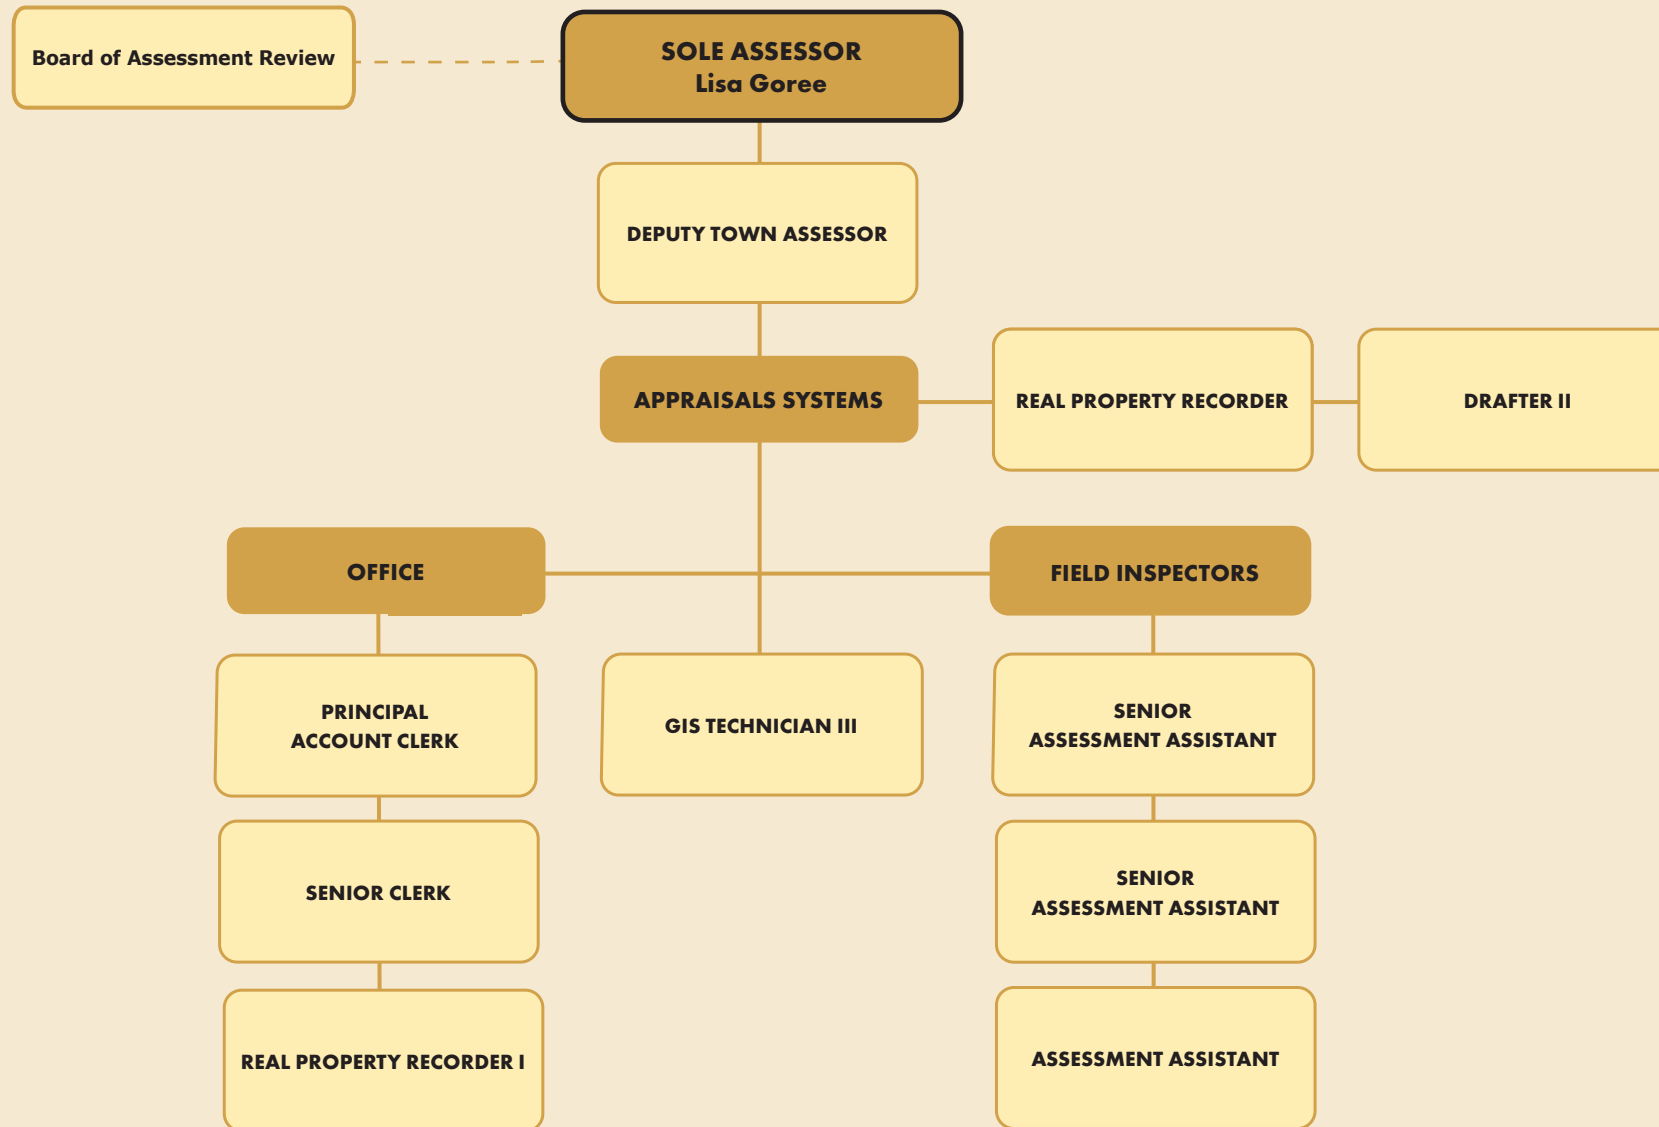 Board of Assessment Review
SOLE ASSESSOR
Lisa Goree
DEPUTY TOWN ASSESSOR
APPRAISALS SYSTEMS
REAL PROPERTY RECORDER
DRAFTER II
OFFICE
FIELD INSPECTORS
PRINCIPAL
ACCOUNT CLERK
GIS TECHNICIAN III
SENIOR
ASSESSMENT ASSISTANT
SENIOR CLERK
SENIOR
ASSESSMENT ASSISTANT
REAL PROPERTY RECORDER I
ASSESSMENT ASSISTANT